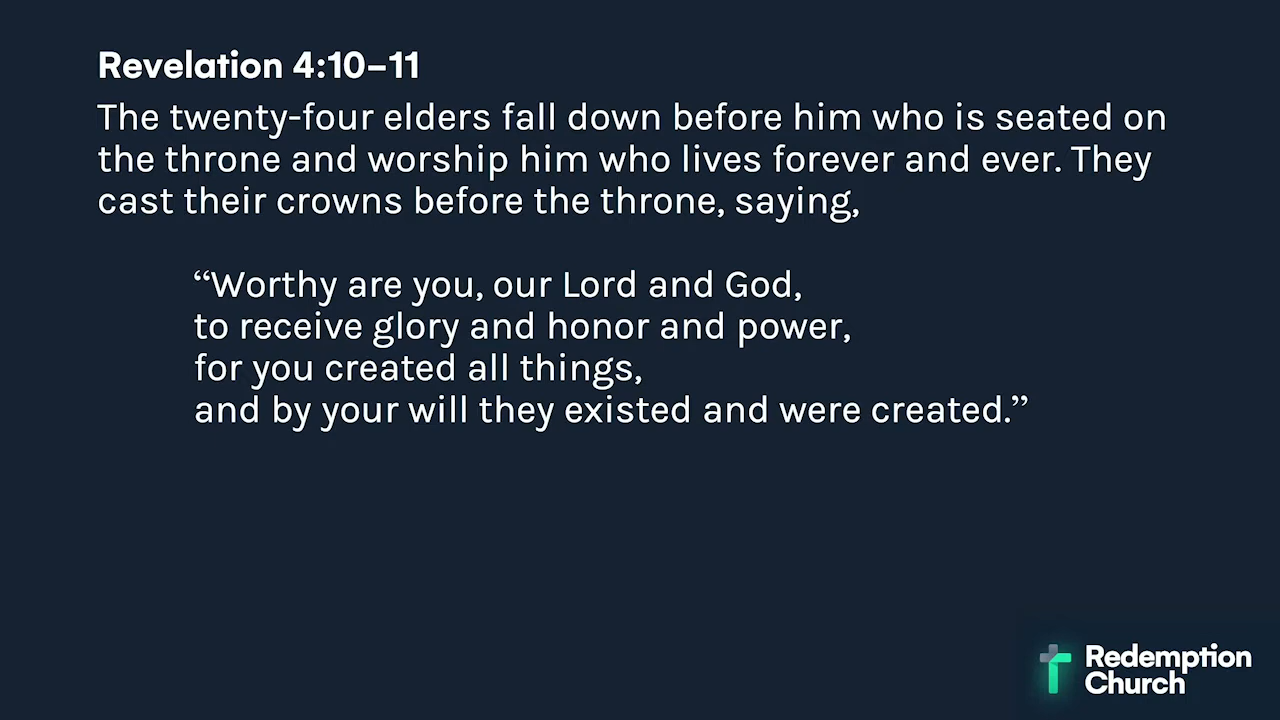 Revelation 4:10–11
The twenty-four elders fall down before him who is seated on
the throne and worship him who lives forever and ever. They
cast their crowns before the throne, saying,
“Worthy are you, our Lord and God,
to receive glory and honor and power,
for you created all things,
and by your will they existed and were created.”
Redemption
Church